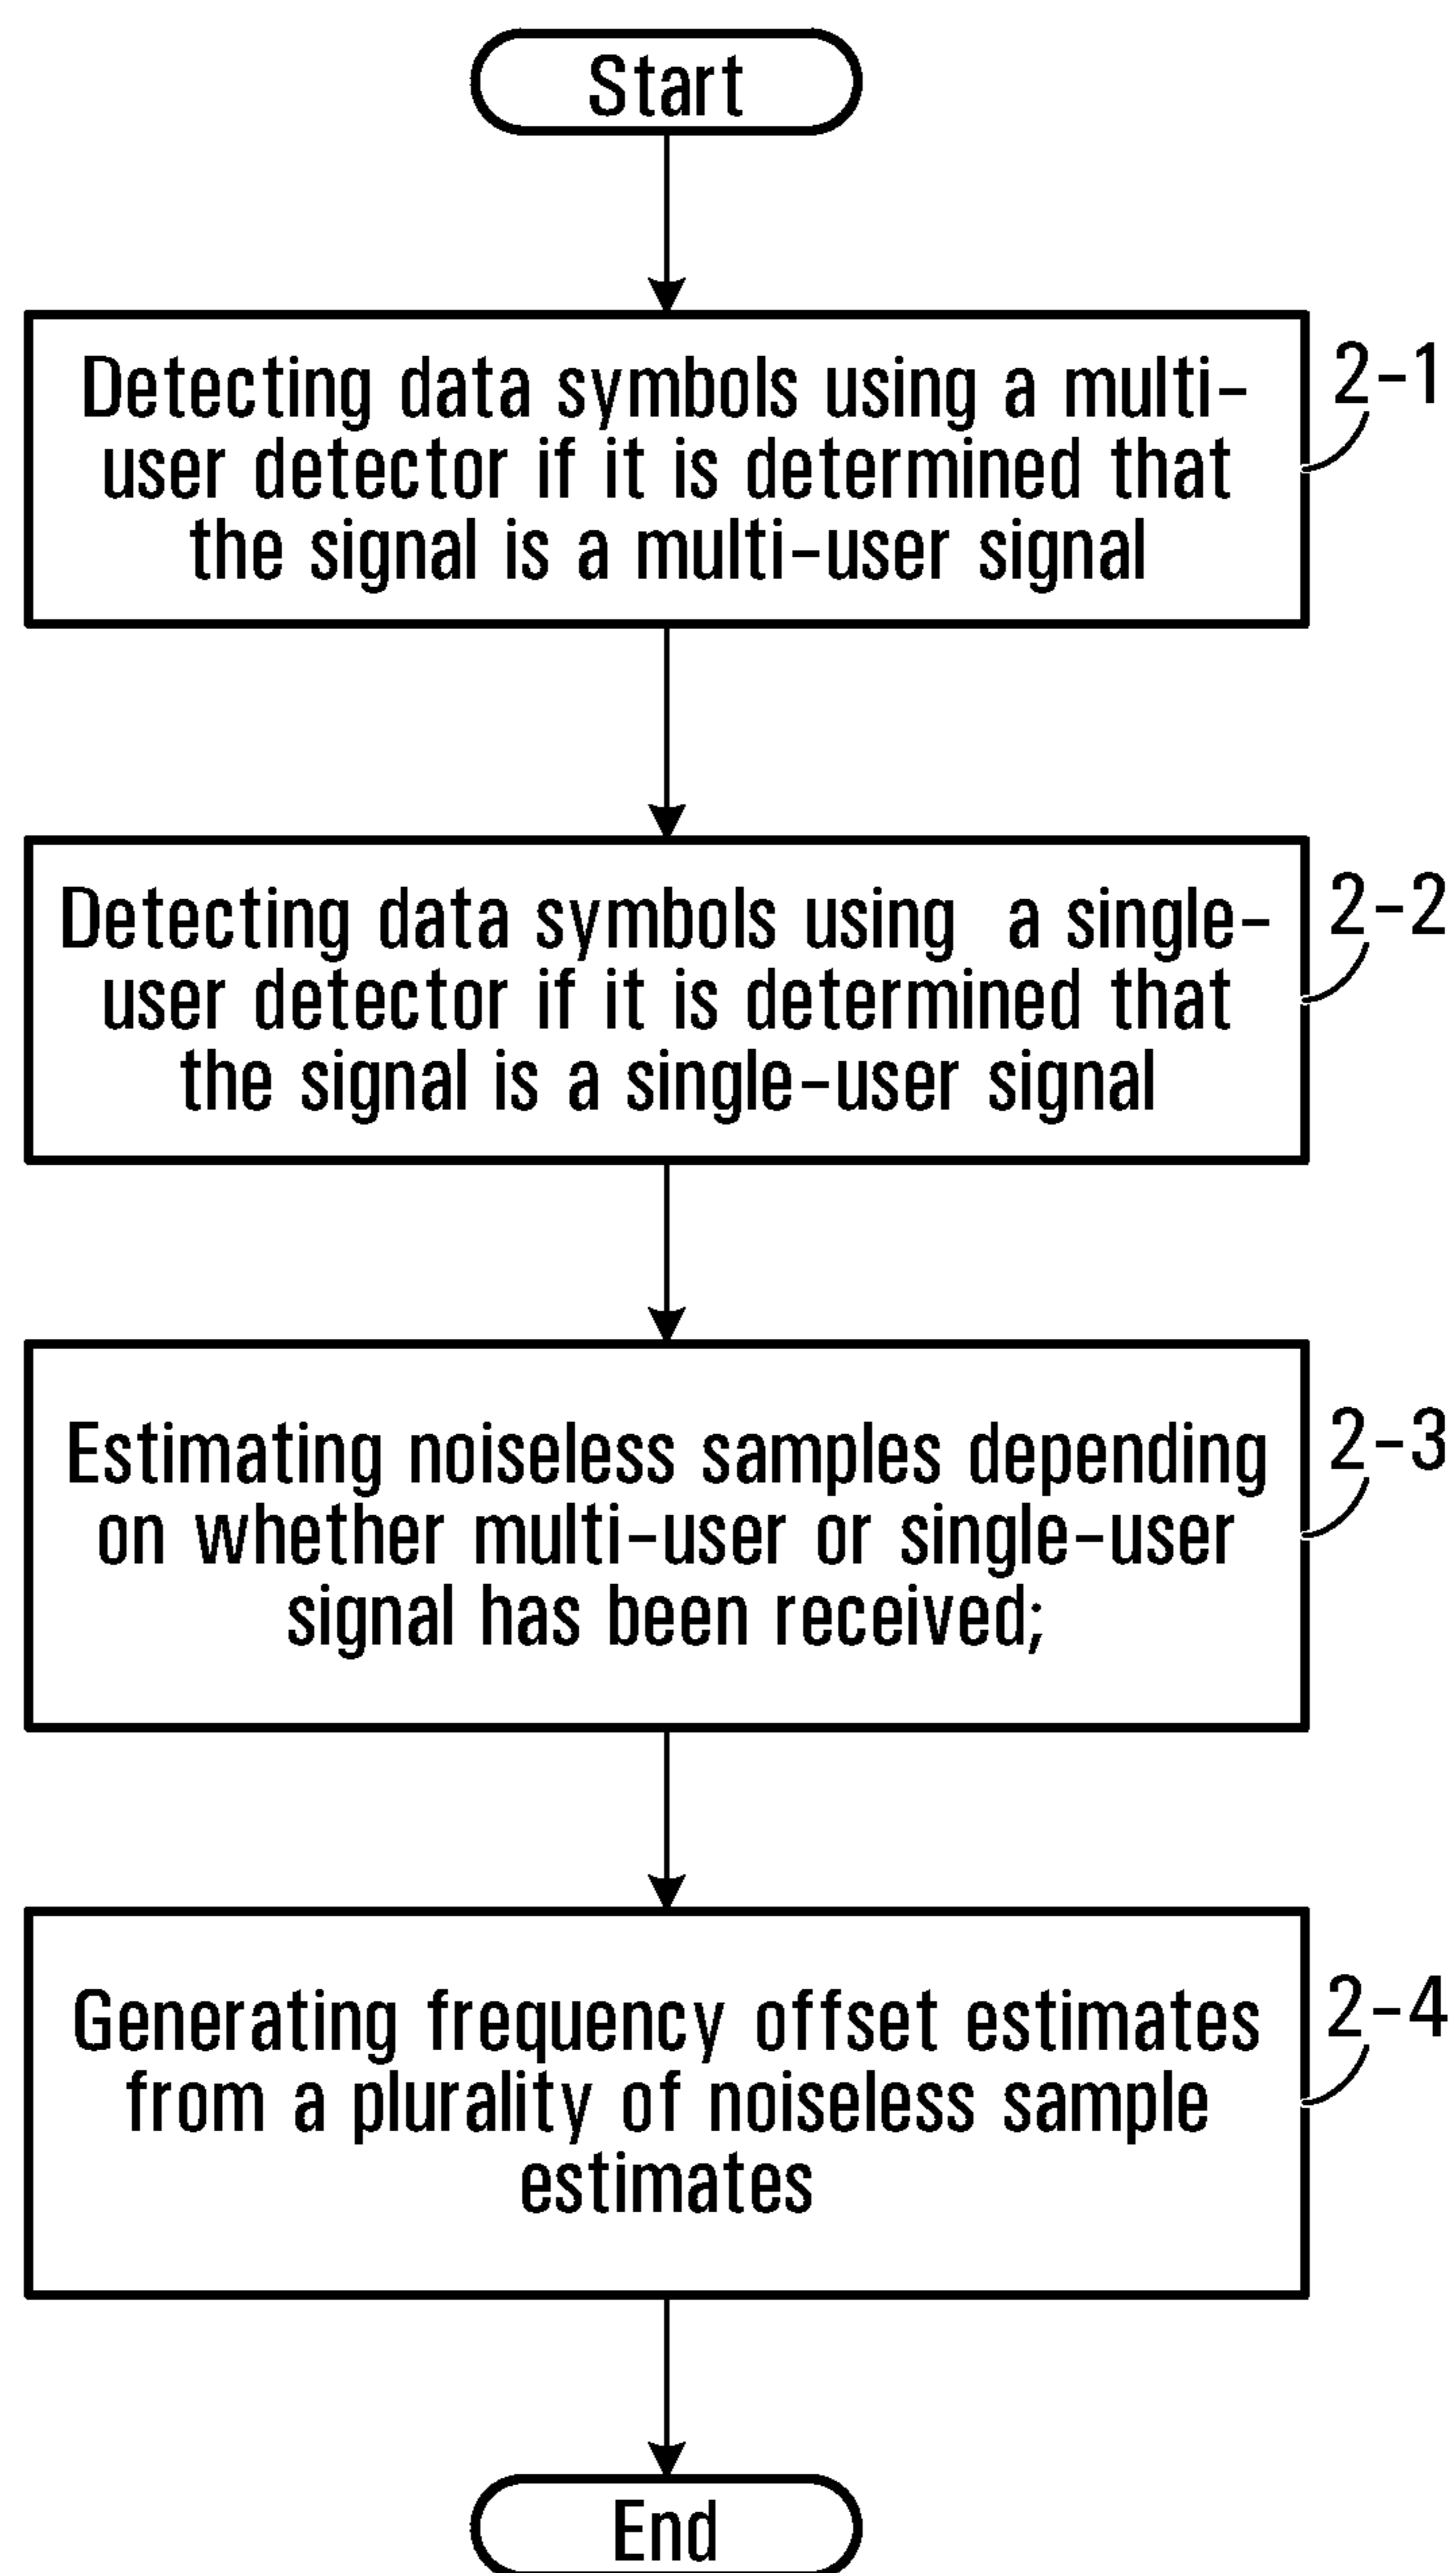 Start
Detecting data symbols using a multi-
user detector if it is determined that
the signal is a multi-user signal
2-1
Detecting data symbols using a single-
user detector if it is determined that
the signal is a single-user signal
2-2
Estimating noiseless samples depending
on whether multi-user or single-user
signal has been received;
2-3
Generating frequency offset estimates
from a plurality of noiseless sample
estimates
2-4
End